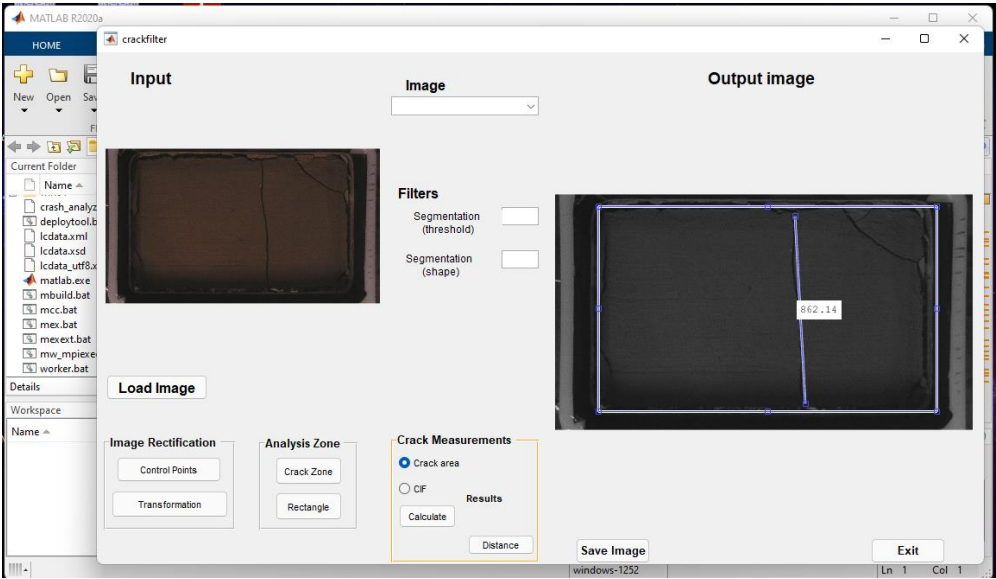 MATLAB R2020a
HOME
New Open
crackfilter
Current Folder
Name
crash_analyz
deploytool.b
lcdata.xml
lcdata.xsd
lcdata_utf8.x
matlab.exe
mbuild.bat
mcc.bat
mex.bat
mexext.bat
mw_mpiexe
worker.bat
Details
Workspace
Name
Input
Image
Output image
Filters
Segmentation
(threshold)
Segmentation
(shape)
862.14
Load Image
Image Rectification
Control Points
Transformation
Analysis Zone
Crack Zone
Rectangle
Crack Measurements
Crack area
CIF
Results
Calculate
Distance
Save Image
Exit
windows-1252
Ln 1 Col 1